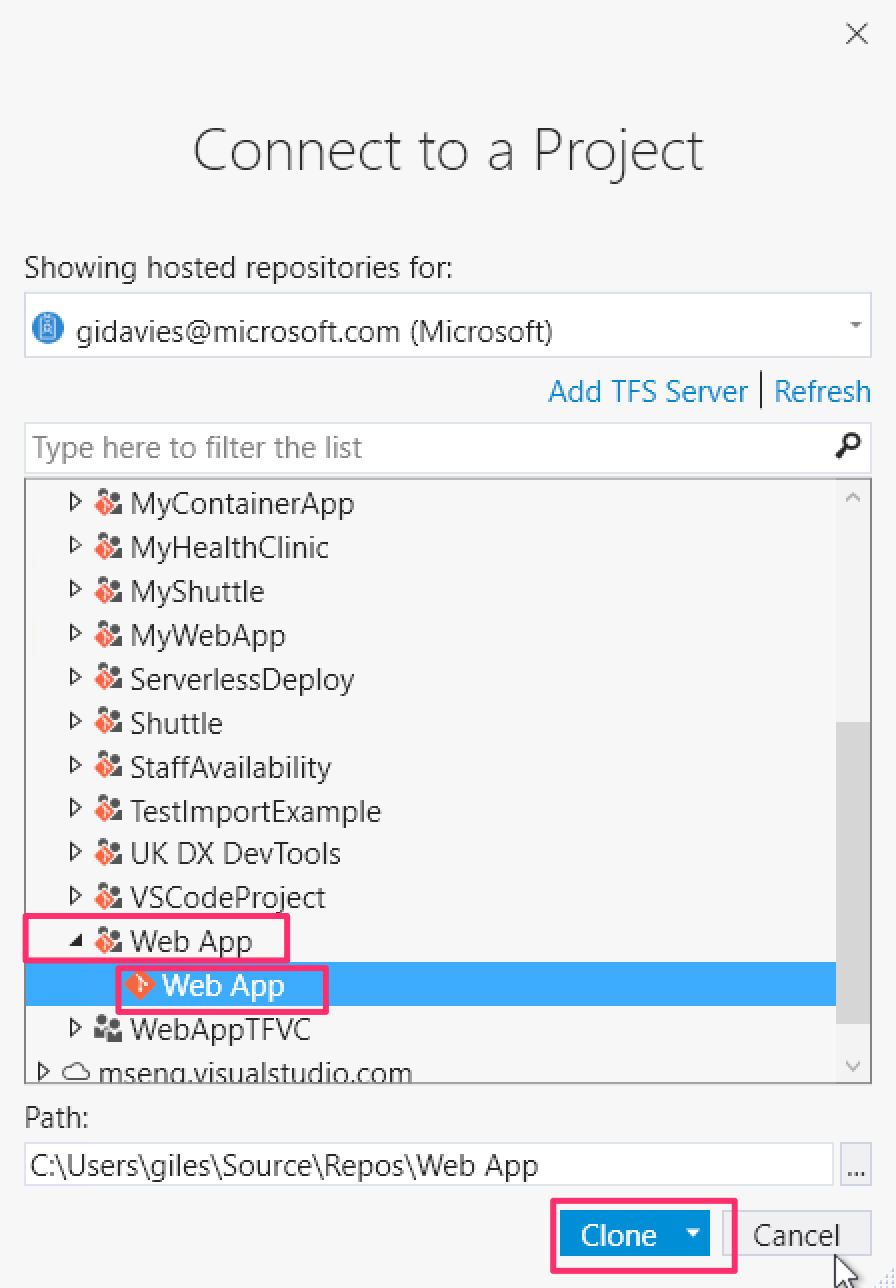 Connect to a Project
Showing hosted repositories for:
gidavies@microsoft.com (Microsoft)
Add TFS Server | Refresh
Type here to filter the list
MyContainerApp
MyHealthClinic
MyShuttle
MyWebApp
ServerlessDeploy
Shuttle
StaffAvailability
TestImportExample
UK DX DevTools
VSCodeProject
Web App
Web App
WebAppTFVC
mseng.visualstudio.com
Path:
C:\Users\giles\Source\Repos\Web App
...
Clone Cancel